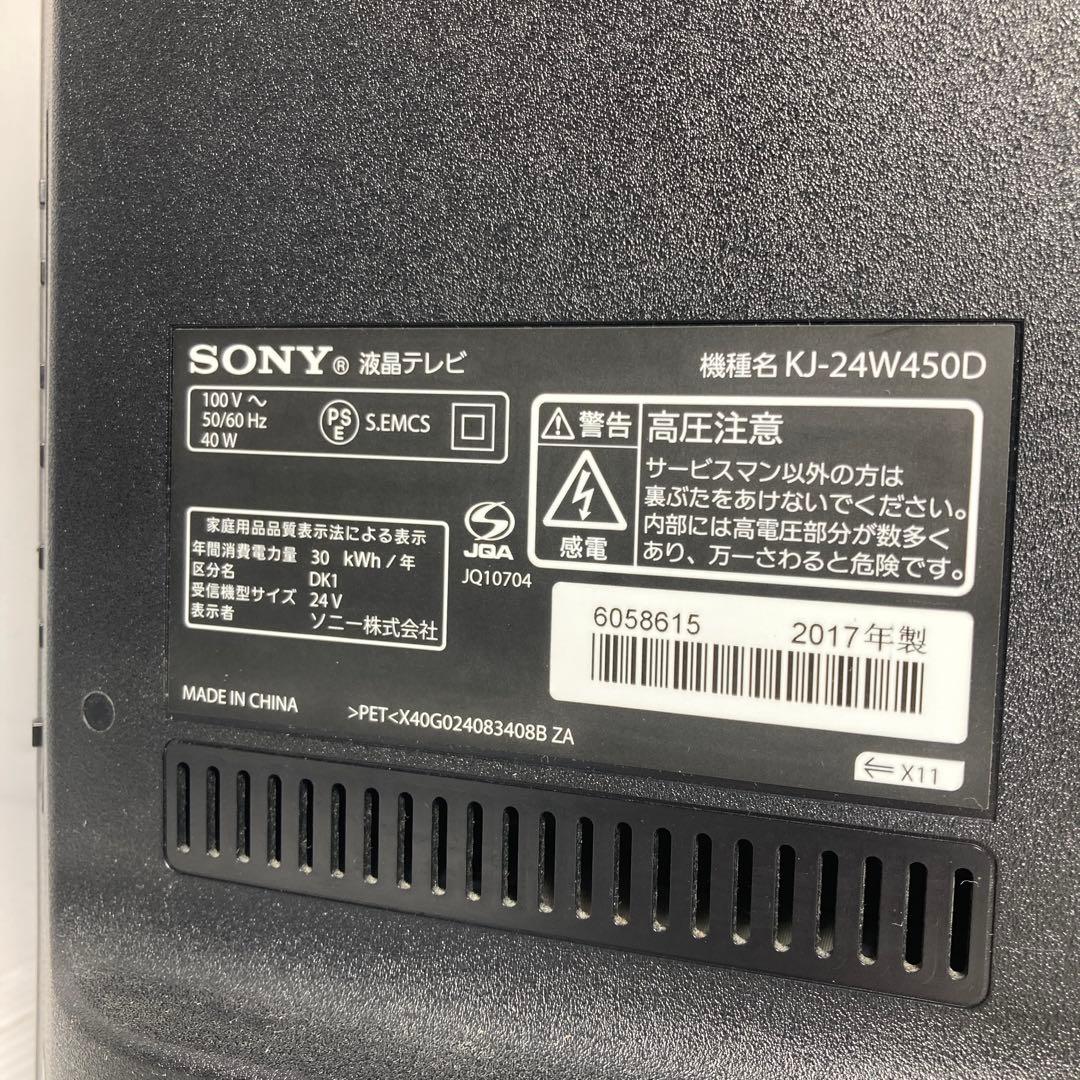 SONY® 液晶テレビ
機種名 KJ-24W450D
100 V ～
50/60 Hz
40 W
PS
E
S.EMCS
警告
感電
高圧注意
サービスマン以外の方は
裏ぶたをあけないでください。
内部には高電圧部分が数多く
あり、万一さわると危険です。
家庭用品品質表示法による表示
年間消費電力量 30 kWh/年
区分名 DK1
受信機型サイズ 24V
表示者 ソニー株式会社
JQA
JQ10704
6058615 2017年製
MADE IN CHINA
>PET<X40G024083408B ZA
X11